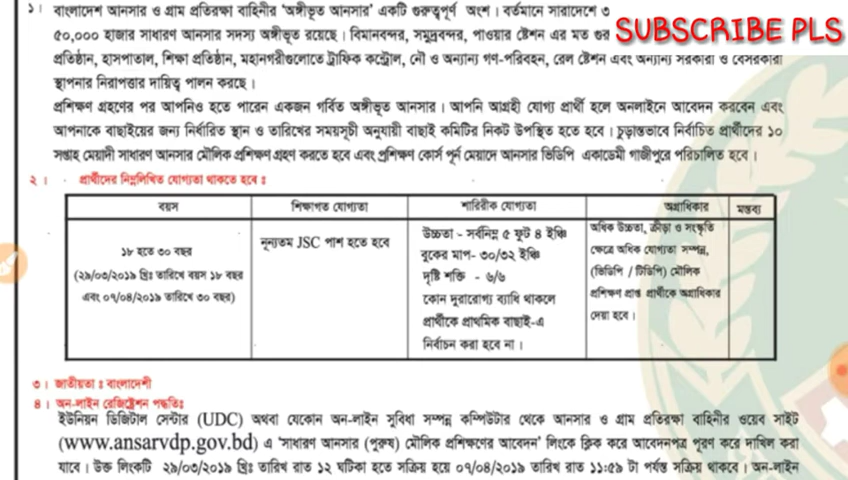 ১। বাংলাদেশ আনসার ও গ্রাম প্রতিরক্ষা বাহিনীর 'অঙ্গীভূত আনসার' একটি গুরুত্বপূর্ণ অংশ। বর্তমানে সারাদেশে ৩
৫০,০০০ হাজার সাধারণ আনসার সদস্য অঙ্গীভূত রয়েছে। বিমানবন্দর, সমুদ্রবন্দর, পাওয়ার ষ্টেশন এর মত গুর
SUBSCRIBE PLS
প্রতিষ্ঠান, হাসপাতাল, শিক্ষা প্রতিষ্ঠান, মহানগরীগুলোতে ট্রাফিক কন্ট্রোল, নৌ ও অন্যান্য গণ-পরিবহন, রেল ষ্টেশন এবং অন্যান্য সরকারী ও বেসরকারী
স্থাপনার নিরাপত্তার দায়িত্ব পালন করছে।
প্রশিক্ষণ গ্রহণের পর আপনিও হতে পারেন একজন গর্বিত অঙ্গীভূত আনসার। আপনি আগ্রহী যোগ্য প্রার্থী হলে অনলাইনে আবেদন করবেন এবং
আপনাকে বাছাইয়ের জন্য নির্ধারিত স্থান ও তারিখের সময়সূচী অনুযায়ী বাছাই কমিটির নিকট উপস্থিত হতে হবে। চুড়ান্তভাবে নির্বাচিত প্রার্থীদের ১০
সপ্তাহ মেয়াদী সাধারণ আনসার মৌলিক প্রশিক্ষণ গ্রহণ করতে হবে এবং প্রশিক্ষণ কোর্স পূর্ন মেয়াদে আনসার ভিডিপি একাডেমী গাজীপুরে পরিচালিত হবে।
২। প্রার্থীদের নিম্নলিখিত যোগ্যতা থাকতে হবে ঃ
বয়স
শিক্ষাগত যোগ্যতা
শারিরীক যোগ্যতা
অগ্রাধিকার
মন্তব্য
১৮ হতে ৩০ বছর
(২৯/০৩/২০১৯ খ্রিঃ তারিখে বয়স ১৮ বছর
এবং ০৭/০৪/২০১৯ তারিখে ৩০ বছর)
নূন্যতম JSC পাশ হতে হবে
উচ্চতা - সর্বনিম্ন ৫ ফুট ৪ ইঞ্চি
বুকের মাপ- ৩০/৩২ ইঞ্চি
দৃষ্টি শক্তি - ৬/৬
কোন দুরারোগ্য ব্যাধি থাকলে
প্রার্থীকে প্রাথমিক বাছাই-এ
নির্বাচন করা হবে না।
অধিক উচ্চতা, ক্রীড়া ও সংস্কৃতি
ক্ষেত্রে অধিক যোগ্যতা সম্পন্ন,
(ভিডিপি / টিডিপি) মৌলিক
প্রশিক্ষণ প্রাপ্ত প্রার্থীকে অগ্রাধিকার
দেয়া হবে।
৩। জাতীয়তা ঃ বাংলাদেশী
৪। অন-লাইন রেজিষ্ট্রেশন পদ্ধতিঃ
ইউনিয়ন ডিজিটাল সেন্টার (UDC) অথবা যেকোন অন-লাইন সুবিধা সম্পন্ন কম্পিউটার থেকে আনসার ও গ্রাম প্রতিরক্ষা বাহিনীর ওয়েব সাইট
(www.ansarvdp.gov.bd) এ 'সাধারণ আনসার (পুরুষ) মৌলিক প্রশিক্ষণের আবেদন' লিংকে ক্লিক করে আবেদনপত্র পূরণ করে দাখিল করা
যাবে। উক্ত লিংকটি ২৯/০৩/২০১৯ খ্রিঃ তারিখ রাত ১২ ঘটিকা হতে সক্রিয় হয়ে ০৭/০৪/২০১৯ তারিখ রাত ১১:৫৯ টা পর্যন্ত সক্রিয় থাকবে। অন-লাইন